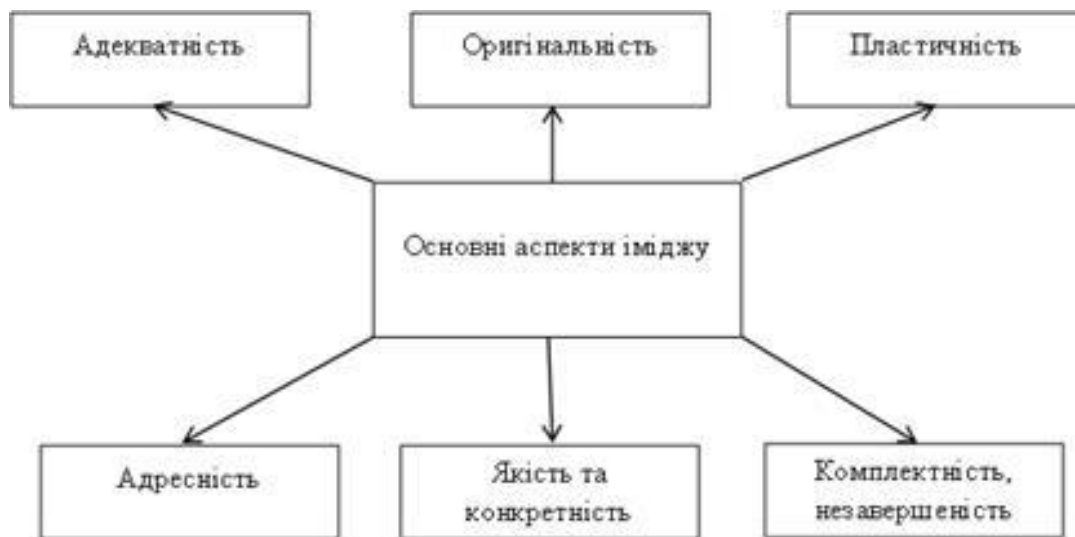 Адекватність
Оригінальність
Пластичність
Основні аспекти іміджу
Адресність
Якість та
конкретність
Комплектність,
незавершеність